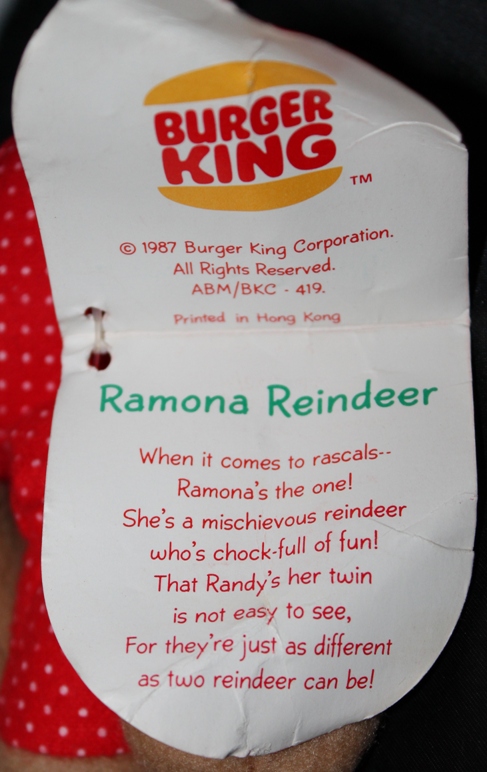 BURGER
KING
TM
© 1987 Burger King Corporation.
All Rights Reserved.
ABM/BKC - 419.
Printed in Hong Kong
Ramona Reindeer
When it comes to rascals--
Ramona's the one!
She's a mischievous reindeer
who's chock-full of fun!
That Randy's her twin
is not easy to see,
For they're just as different
as two reindeer can be!